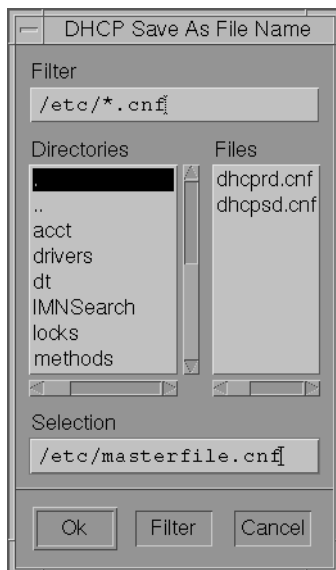 DHCP Save As File Name
Filter
/etc/*.cnf
Directories
Files
.
..
acct
drivers
dt
IMNSearch
locks
methods
dhcprd.cnf
dhcpsd.cnf
Selection
/etc/masterfile.cnf
Ok
Filter
Cancel